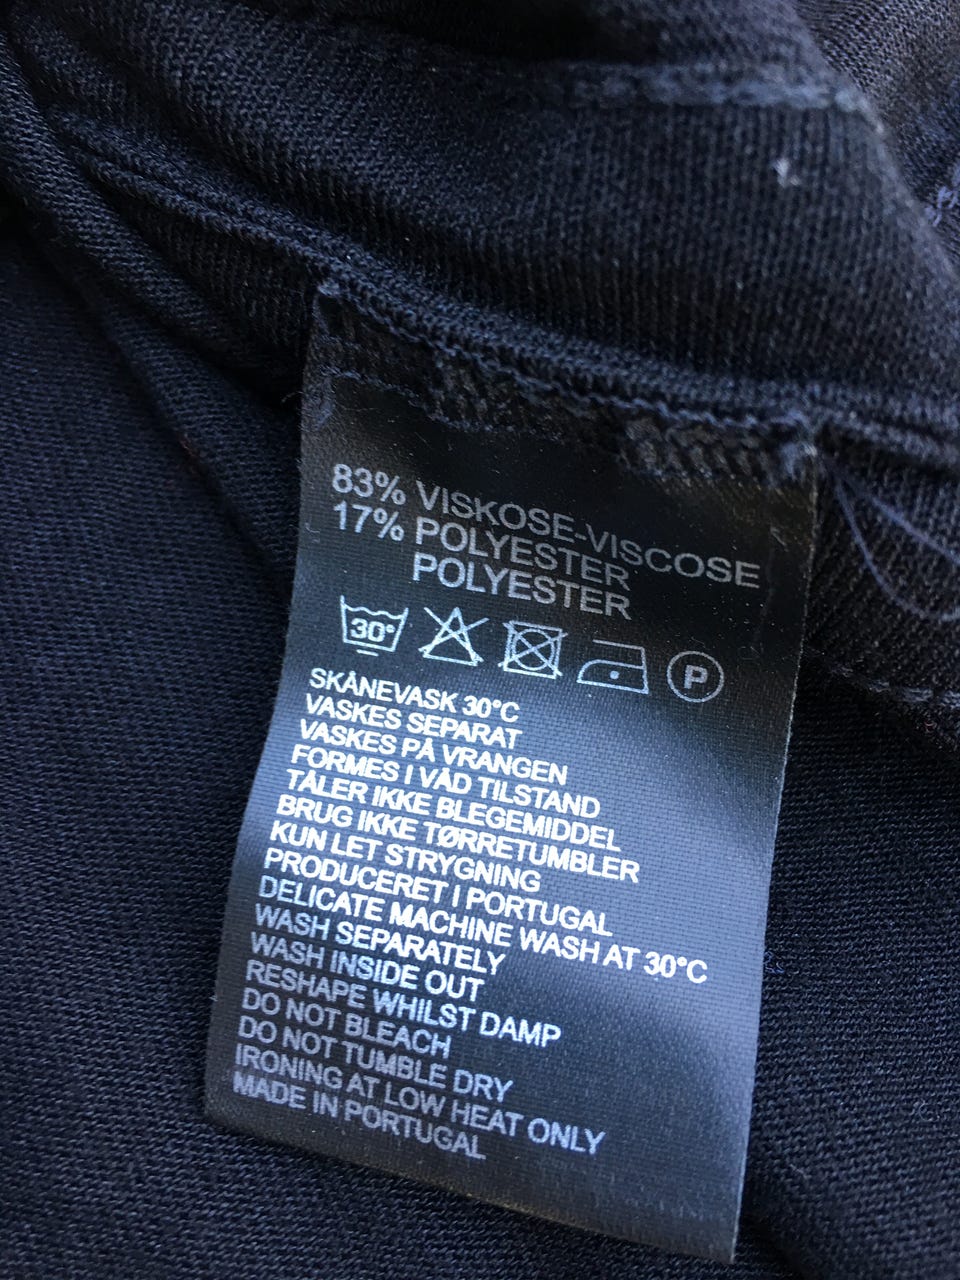 83% VISKOSE-VISCOSE
17% POLYESTER
POLYESTER
30° P
SKÅNEVASK 30°C
VASKES SEPARAT
VASKES PÅ VRANGEN
FORMES I VÅD TILSTAND
TÅLER IKKE BLEGEMIDDEL
BRUG IKKE TØRRETUMBLER
KUN LET STRYGNING
PRODUCERET I PORTUGAL
DELICATE MACHINE WASH AT 30°C
WASH SEPARATELY
WASH INSIDE OUT
RESHAPE WHILST DAMP
DO NOT BLEACH
DO NOT TUMBLE DRY
IRONING AT LOW HEAT ONLY
MADE IN PORTUGAL